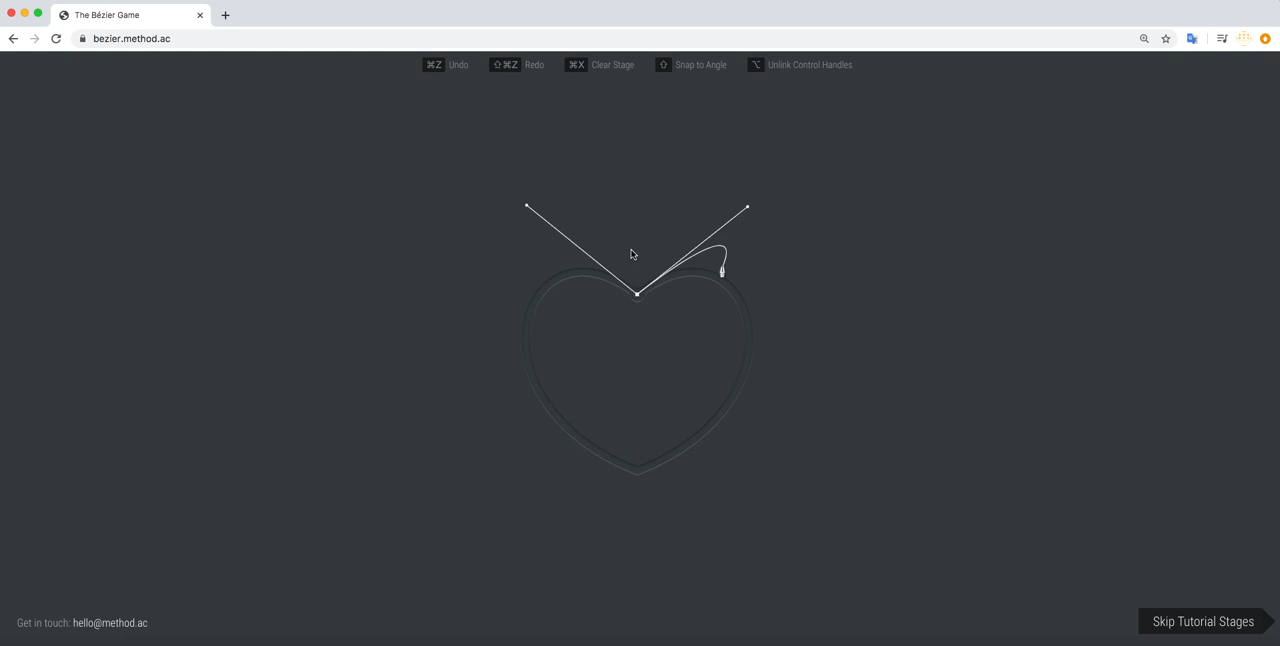 The Bézier Game
bezier.method.ac
⌘Z Undo ⇧⌘Z Redo ⌘X Clear Stage ⇧ Snap to Angle ⌥ Unlink Control Handles
Get in touch: hello@method.ac
Skip Tutorial Stages